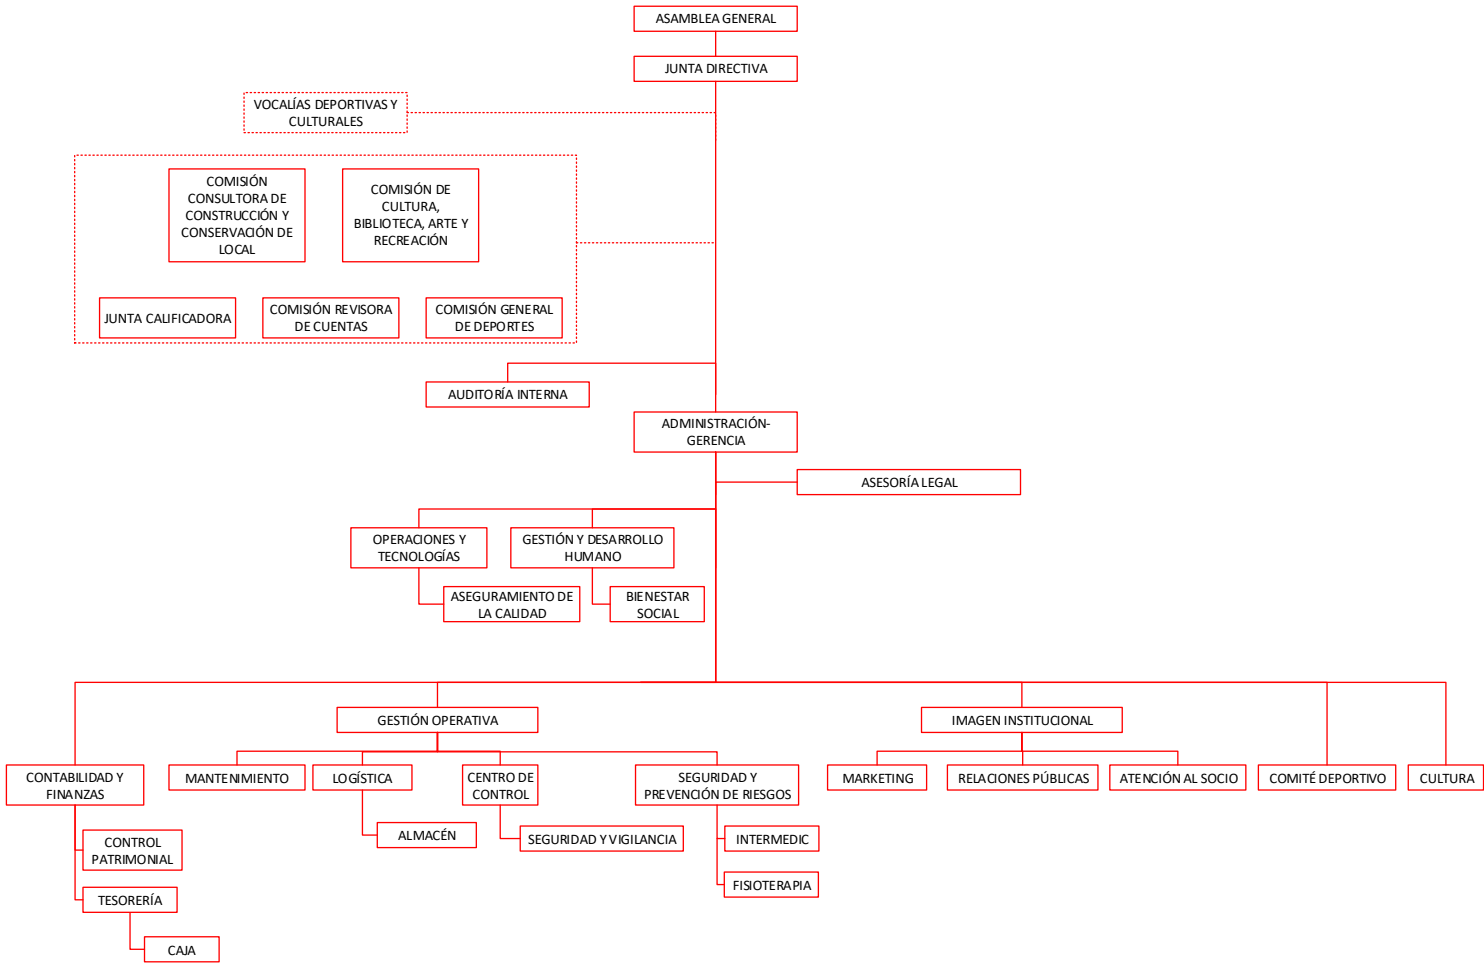 ASAMBLEA GENERAL
JUNTA DIRECTIVA
VOCALÍAS DEPORTIVAS Y
CULTURALES
COMISIÓN
CONSULTORA DE
CONSTRUCCIÓN Y
CONSERVACIÓN DE
LOCAL
COMISIÓN DE
CULTURA,
BIBLIOTECA, ARTE Y
RECREACIÓN
JUNTA CALIFICADORA
COMISIÓN REVISORA
DE CUENTAS
COMISIÓN GENERAL
DE DEPORTES
AUDITORÍA INTERNA
ADMINISTRACIÓN-
GERENCIA
ASESORÍA LEGAL
OPERACIONES Y
TECNOLOGÍAS
GESTIÓN Y DESARROLLO
HUMANO
ASEGURAMIENTO DE
LA CALIDAD
BIENESTAR
SOCIAL
GESTIÓN OPERATIVA
IMAGEN INSTITUCIONAL
CONTABILIDAD Y
FINANZAS
MANTENIMIENTO
LOGÍSTICA
CENTRO DE
CONTROL
SEGURIDAD Y
PREVENCIÓN DE RIESGOS
MARKETING
RELACIONES PÚBLICAS
ATENCIÓN AL SOCIO
COMITÉ DEPORTIVO
CULTURA
CONTROL
PATRIMONIAL
ALMACÉN
SEGURIDAD Y VIGILANCIA
INTERMEDIC
FISIOTERAPIA
TESORERÍA
CAJA